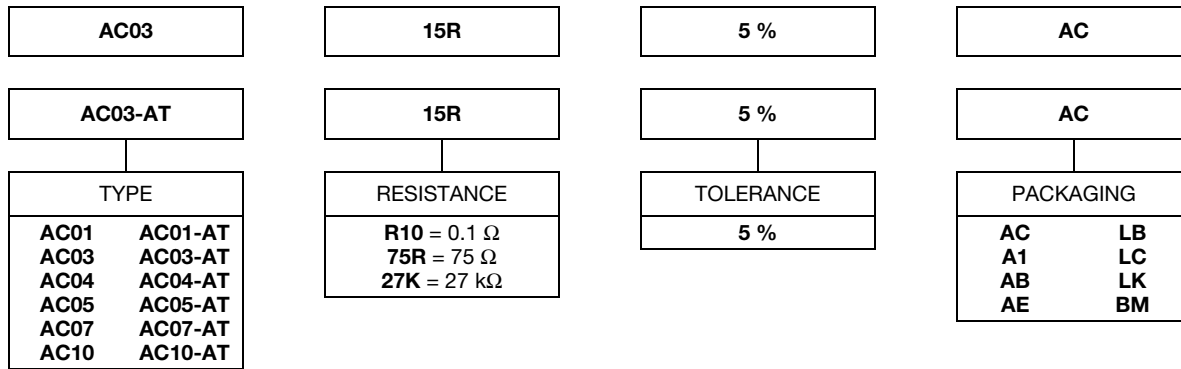 AC03 15R 5 % AC
AC03-AT 15R 5 % AC
TYPE
AC01 AC01-AT
AC03 AC03-AT
AC04 AC04-AT
AC05 AC05-AT
AC07 AC07-AT
AC10 AC10-AT
RESISTANCE
R10 = 0.1 Ω
75R = 75 Ω
27K = 27 kΩ
TOLERANCE
5 %
PACKAGING
AC LB
A1 LC
AB LK
AE BM